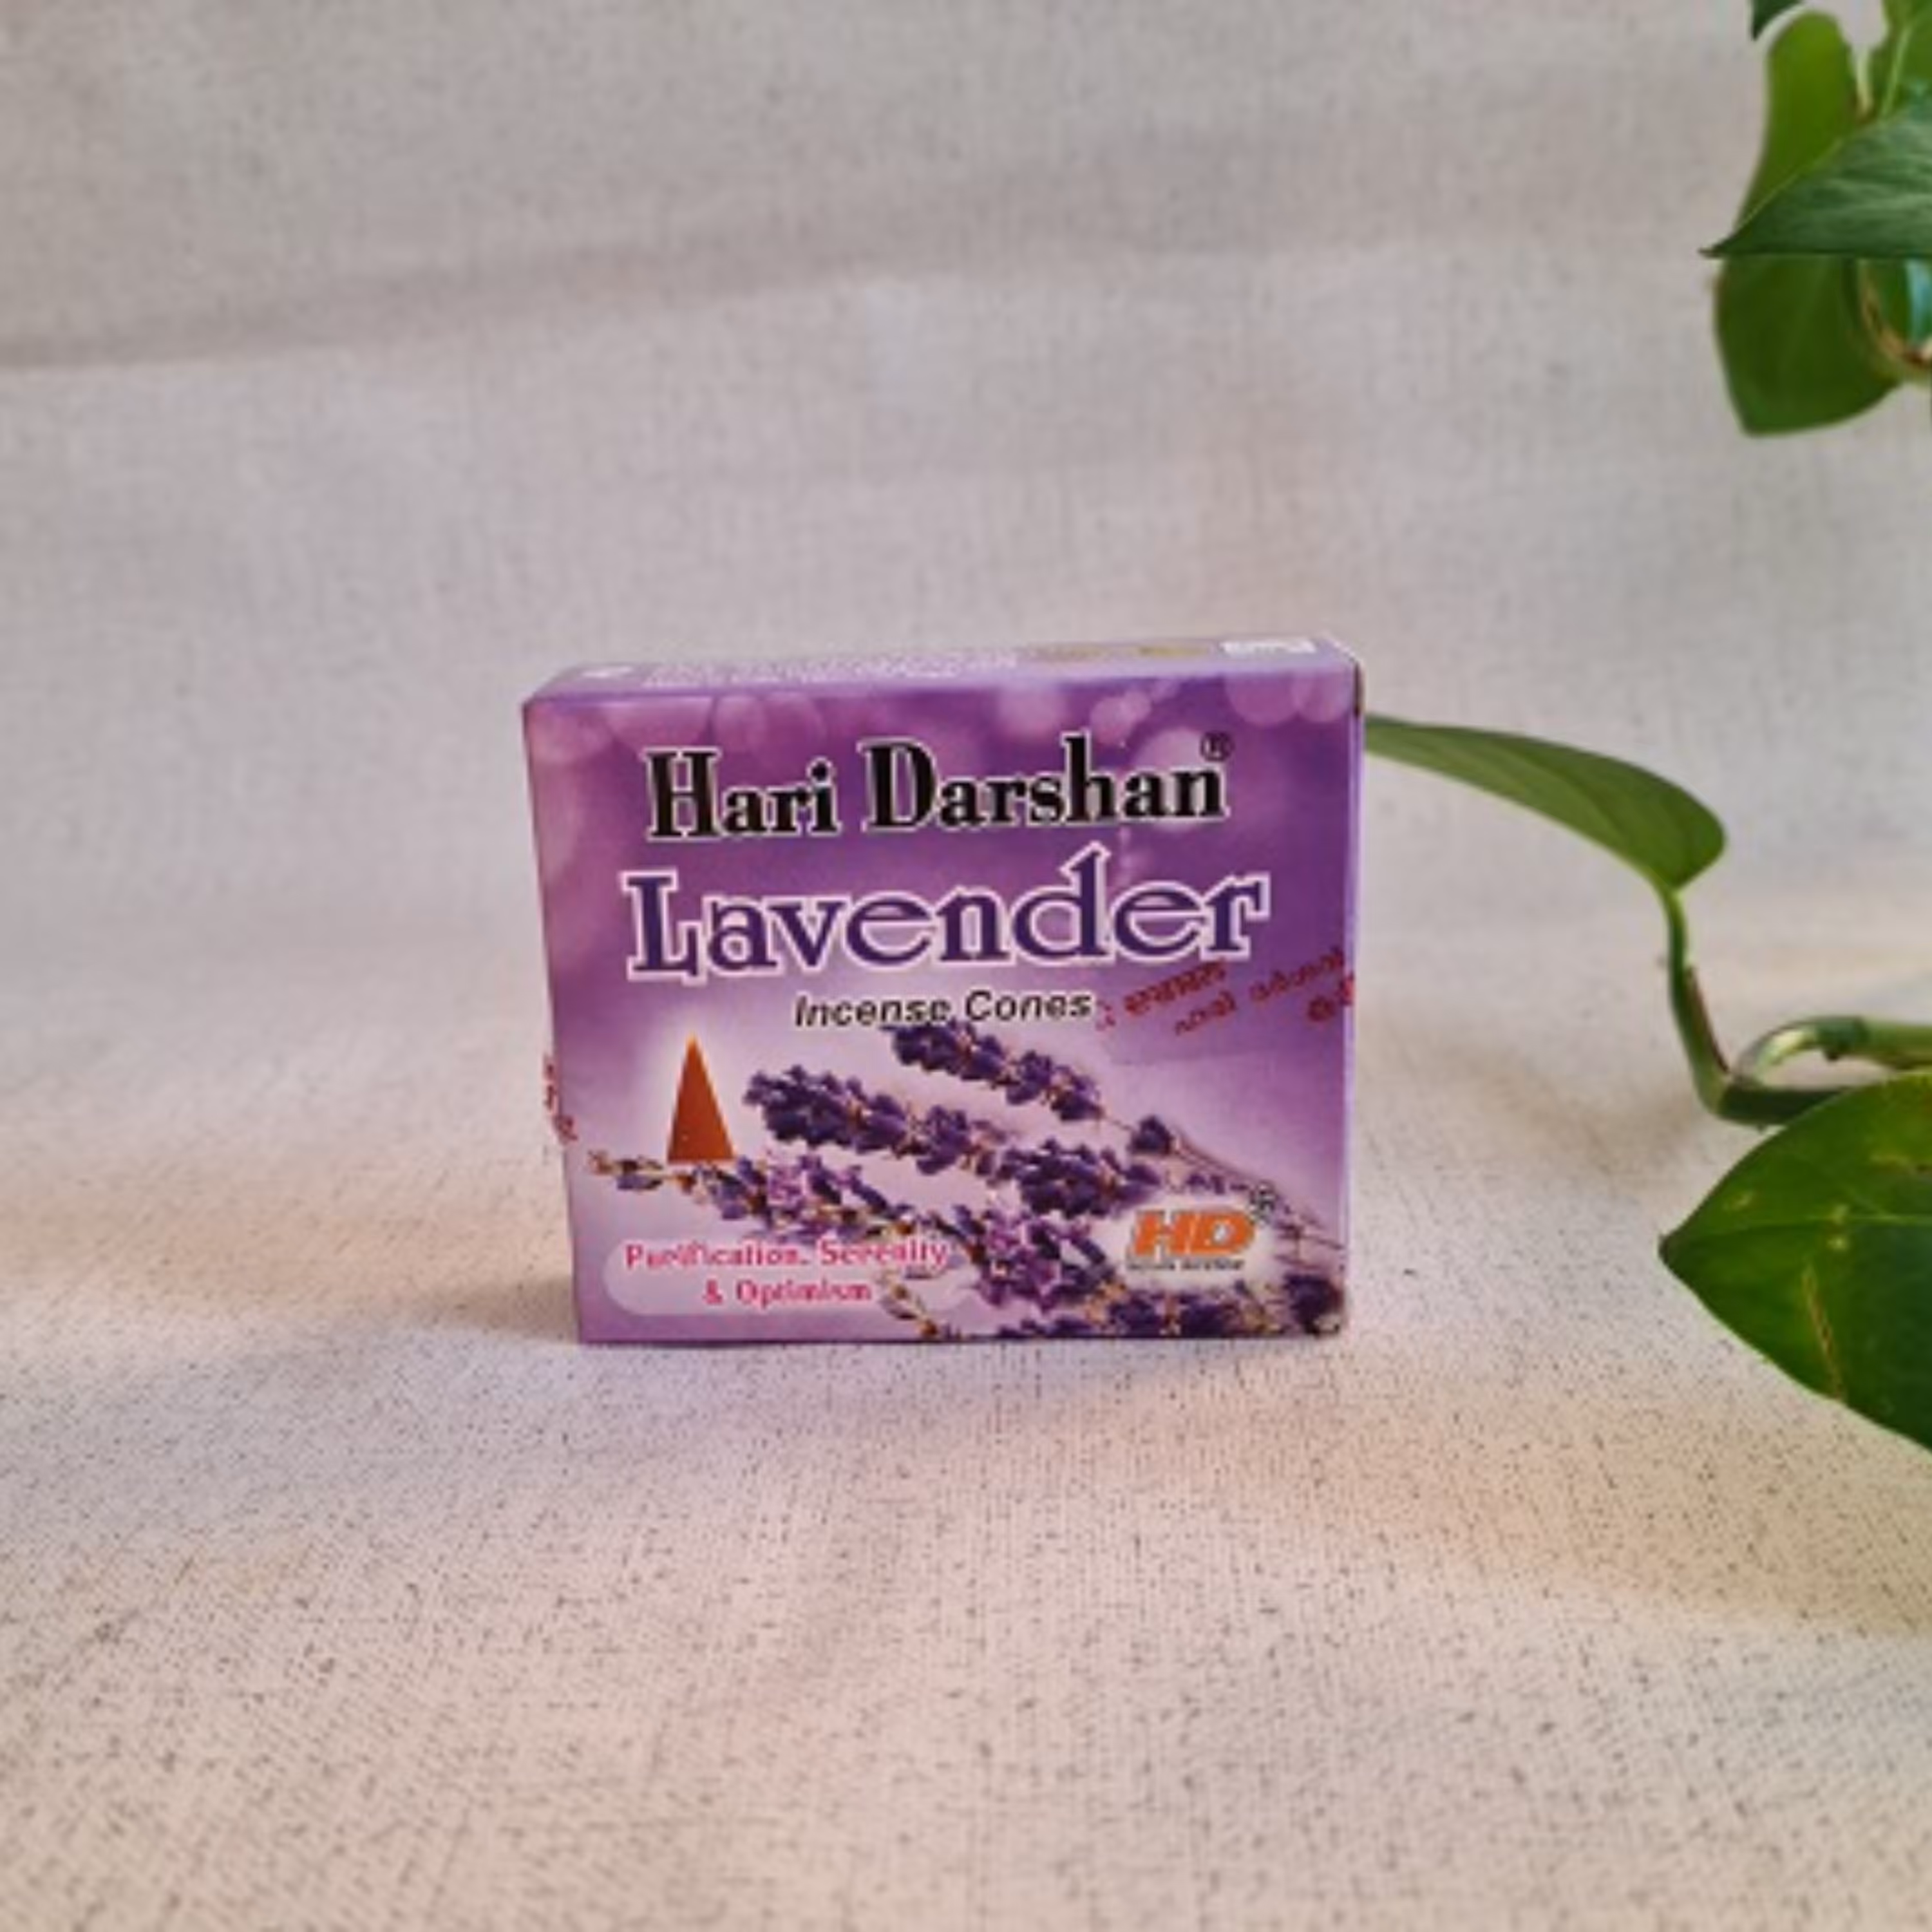 Hari Darshan®
Lavender
Incense Cones
Purification, Serenity
& Optimism
HD